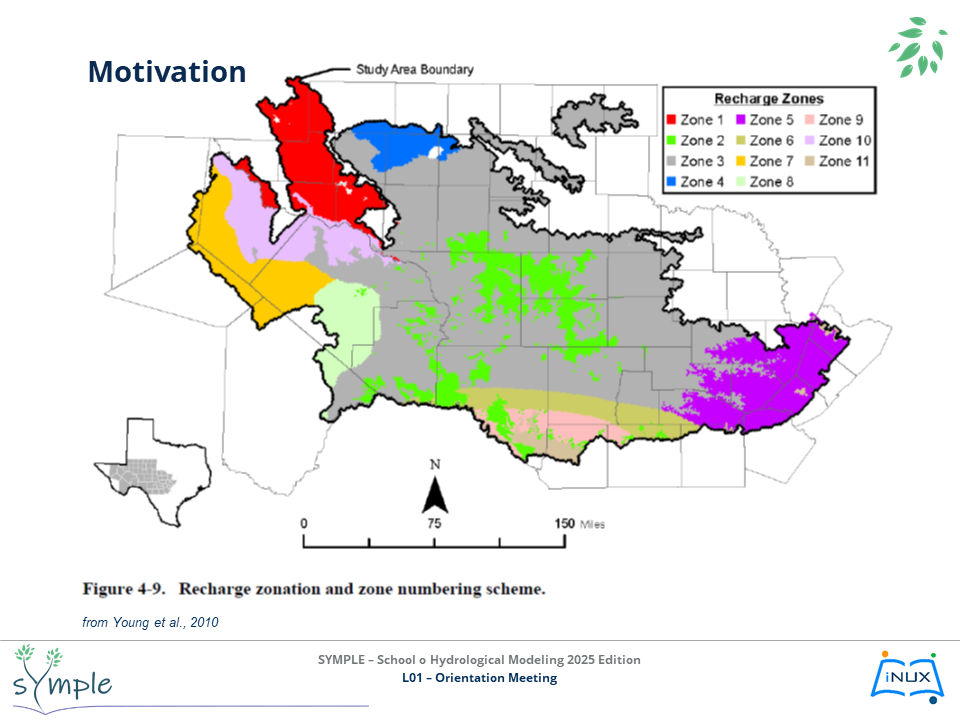 Motivation
Study Area Boundary
Recharge Zones
Zone 1 Zone 5 Zone 9
Zone 2 Zone 6 Zone 10
Zone 3 Zone 7 Zone 11
Zone 4 Zone 8
N
0 75 150 Miles
Figure 4-9. Recharge zonation and zone numbering scheme.
from Young et al., 2010
SYMPLE – School o Hydrological Modeling 2025 Edition
L01 – Orientation Meeting
sYmple
iNUX